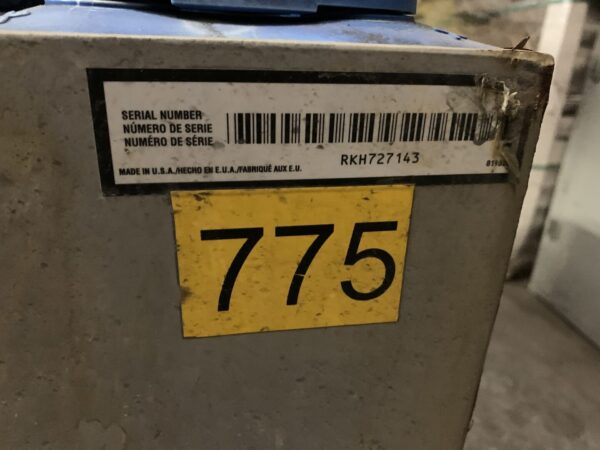 SERIAL NUMBER
NÚMERO DE SERIE
NUMÉRO DE SÉRIE
RKH727143
MADE IN U.S.A./HECHO EN E.U.A./FABRIQUÉ AUX E.U.
775